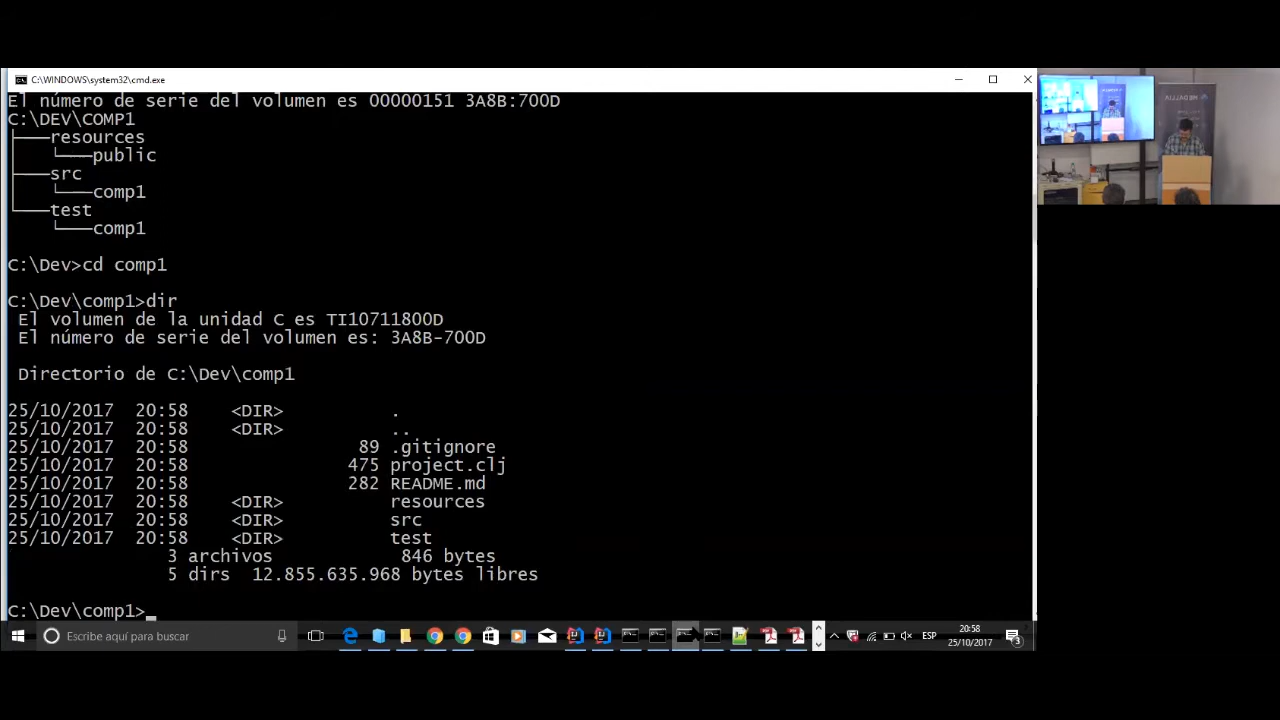 C:\WINDOWS\system32\cmd.exe
El número de serie del volumen es 00000151 3A8B:700D
C:\DEV\COMP1
├───resources
│   └───public
├───src
│   └───comp1
└───test
    └───comp1
C:\Dev>cd comp1
C:\Dev\comp1>dir
El volumen de la unidad C es TI10711800D
El número de serie del volumen es: 3A8B-700D
Directorio de C:\Dev\comp1
25/10/2017  20:58    <DIR>          .
25/10/2017  20:58    <DIR>          ..
25/10/2017  20:58                89 .gitignore
25/10/2017  20:58               475 project.clj
25/10/2017  20:58               282 README.md
25/10/2017  20:58    <DIR>          resources
25/10/2017  20:58    <DIR>          src
25/10/2017  20:58    <DIR>          test
3 archivos            846 bytes
5 dirs  12.855.635.968 bytes libres
C:\Dev\comp1>_
Escribe aquí para buscar
ESP
20:58
25/10/2017
3
MEDALLIA